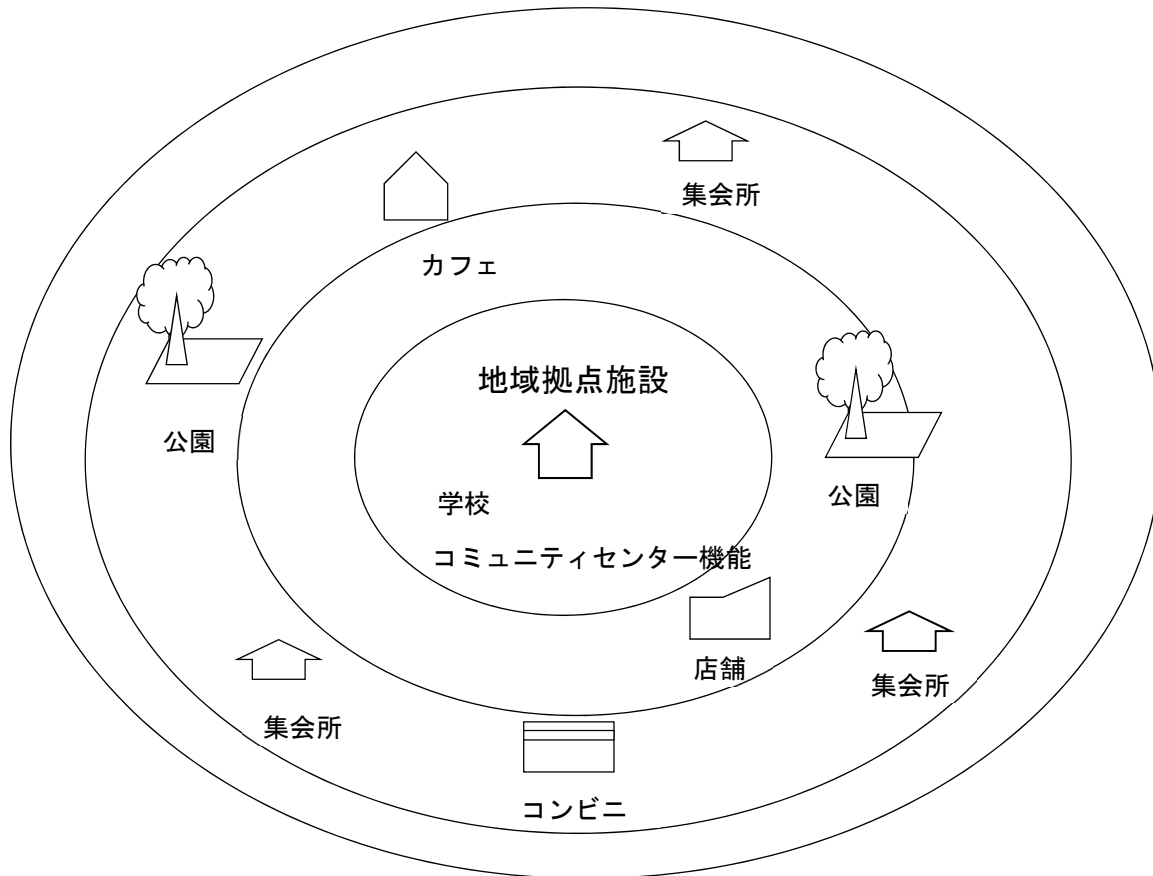 集会所
カフェ
地域拠点施設
公園
学校
公園
コミュニティセンター機能
店舗
集会所
集会所
コンビニ